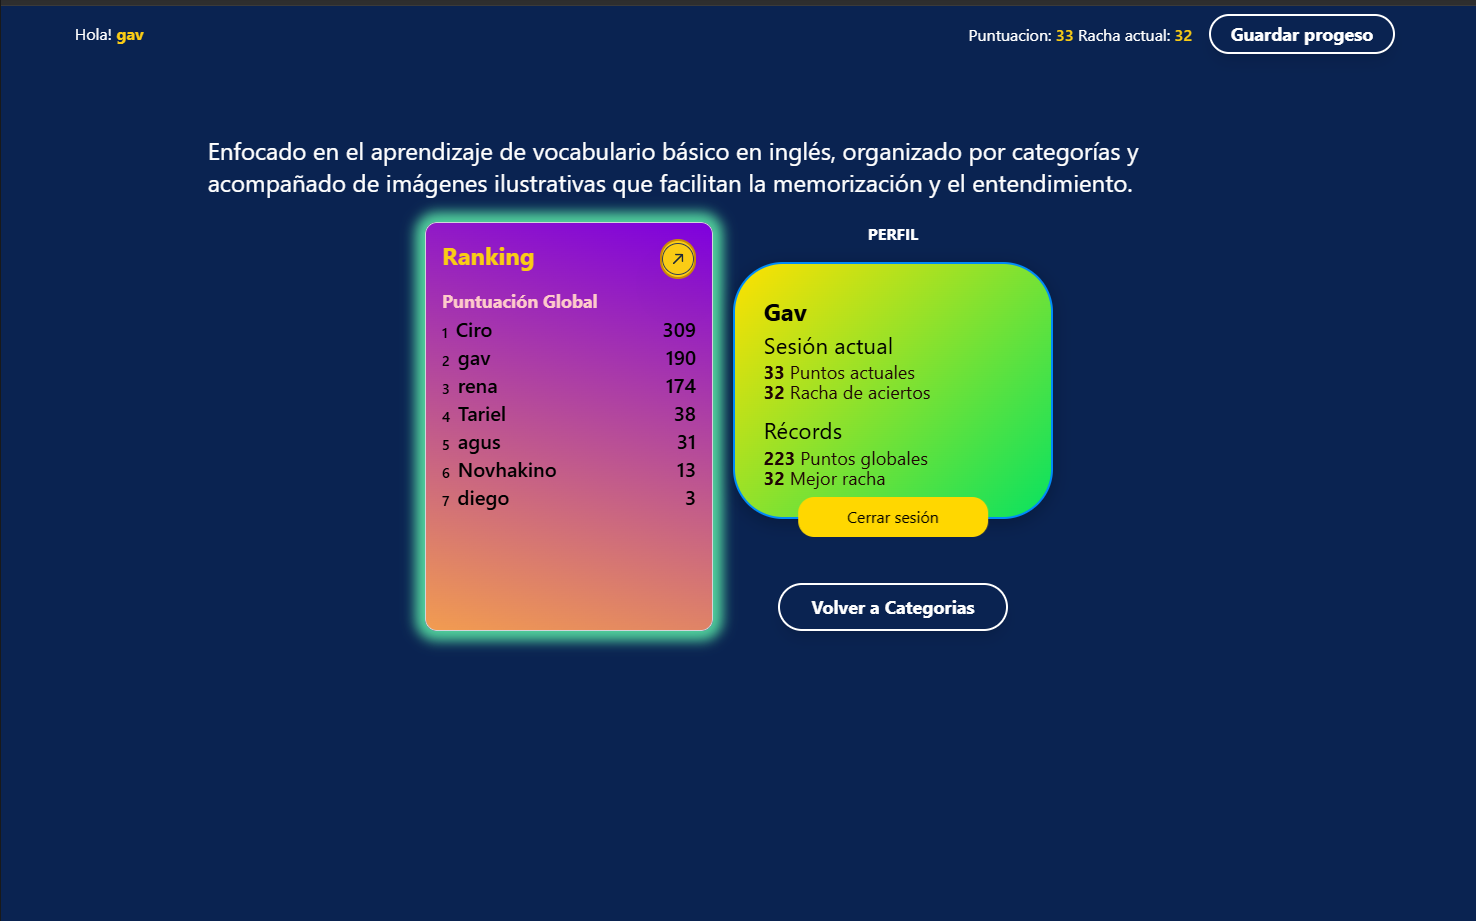 Hola! gav
Puntuacion: 33 Racha actual: 32
Guardar progeso
Enfocado en el aprendizaje de vocabulario básico en inglés, organizado por categorías y
acompañado de imágenes ilustrativas que facilitan la memorización y el entendimiento.
Ranking
Puntuación Global
1 Ciro 309
2 gav 190
3 rena 174
4 Tariel 38
5 agus 31
6 Novhakino 13
7 diego 3
PERFIL
Gav
Sesión actual
33 Puntos actuales
32 Racha de aciertos
Récords
223 Puntos globales
32 Mejor racha
Cerrar sesión
Volver a Categorias